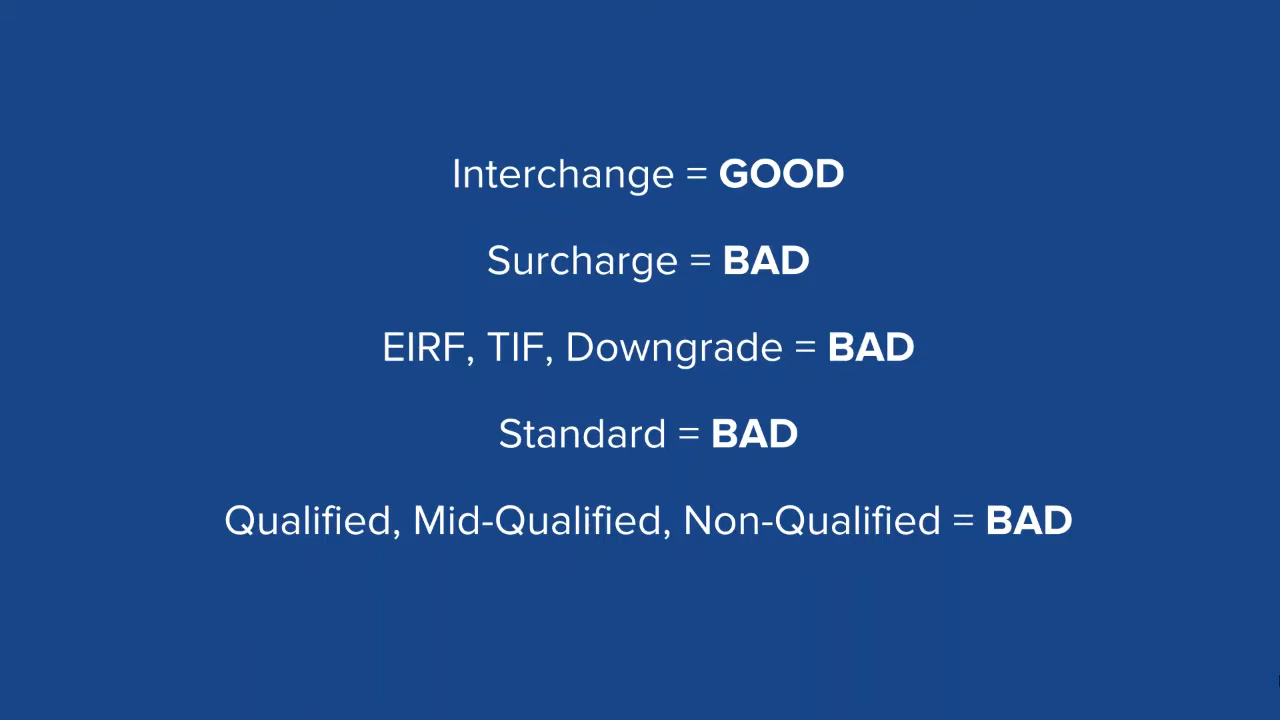 Interchange = GOOD
Surcharge = BAD
EIRF, TIF, Downgrade = BAD
Standard = BAD
Qualified, Mid-Qualified, Non-Qualified = BAD